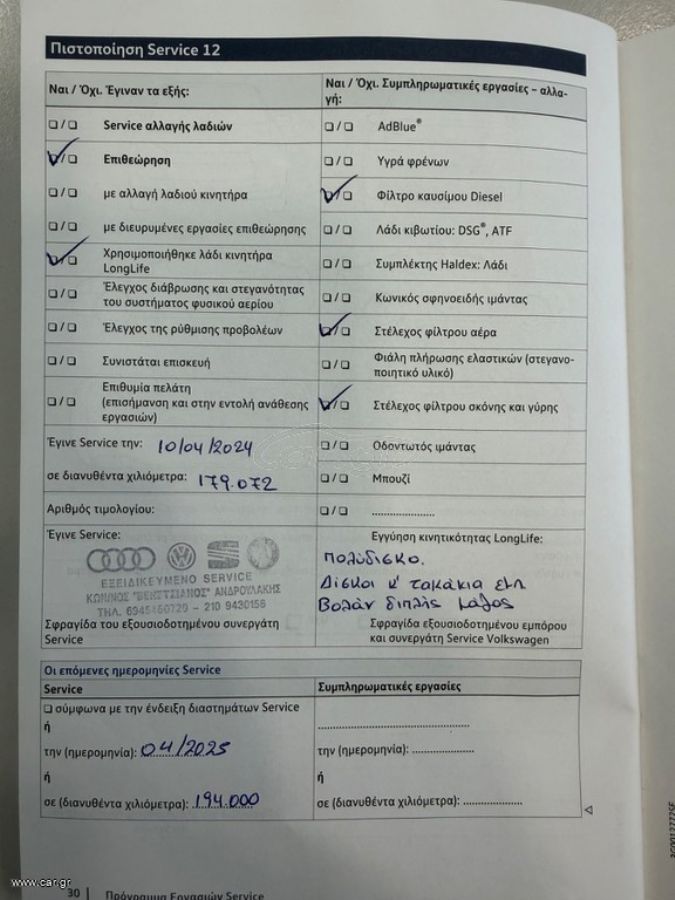 Πιστοποίηση Service 12
Ναι / Όχι. Έγιναν τα εξής:
Service αλλαγής λαδιών
Επιθεώρηση
με αλλαγή λαδιού κινητήρα
με διευρυμένες εργασίες επιθεώρησης
Χρησιμοποιήθηκε λάδι κινητήρα
LongLife
Έλεγχος διάβρωσης και στεγανότητας
του συστήματος φυσικού αερίου
Έλεγχος της ρύθμισης προβολέων
Συνιστάται επισκευή
Επιθυμία πελάτη
(επισήμανση και στην εντολή ανάθεσης
εργασιών)
Έγινε Service την: 10/04/2024
σε διανυθέντα χιλιόμετρα: 179.072
Αριθμός τιμολογίου:
Έγινε Service:
ΕΞΕΙΔΙΚΕΥΜΕΝΟ SERVICE
ΚΩΝ/ΝΟΣ "ΒΕΝΕΤΣΙΑΝΟΣ" ΑΝΔΡΟΥΛΑΚΗΣ
ΤΗΛ. - 210 9430156
Σφραγίδα του εξουσιοδοτημένου συνεργάτη
Service
Ναι / Όχι. Συμπληρωματικές εργασίες – αλλα-
γή:
AdBlue®
Υγρά φρένων
Φίλτρο καυσίμου Diesel
Λάδι κιβωτίου: DSG®, ATF
Συμπλέκτης Haldex: Λάδι
Κωνικός σφηνοειδής ιμάντας
Στέλεχος φίλτρου αέρα
Φιάλη πλήρωσης ελαστικών (στεγανο-
ποιητικό υλικό)
Στέλεχος φίλτρου σκόνης και γύρης
Οδοντωτός ιμάντας
Μπουζί
Εγγύηση κινητικότητας LongLife:
πολυδισκο.
Δίσκοι κ' τακάκια εμπ
Βολάν διπλής μάζας
Σφραγίδα εξουσιοδοτημένου εμπόρου
και συνεργάτη Service Volkswagen
Οι επόμενες ημερομηνίες Service
Service
σύμφωνα με την ένδειξη διαστημάτων Service
ή
την (ημερομηνία): 04/2025
ή
σε (διανυθέντα χιλιόμετρα): 194.000
Συμπληρωματικές εργασίες
την (ημερομηνία):
ή
σε (διανυθέντα χιλιόμετρα):
www.car.gr
30 Πρόγραμμα Εργασιών Service